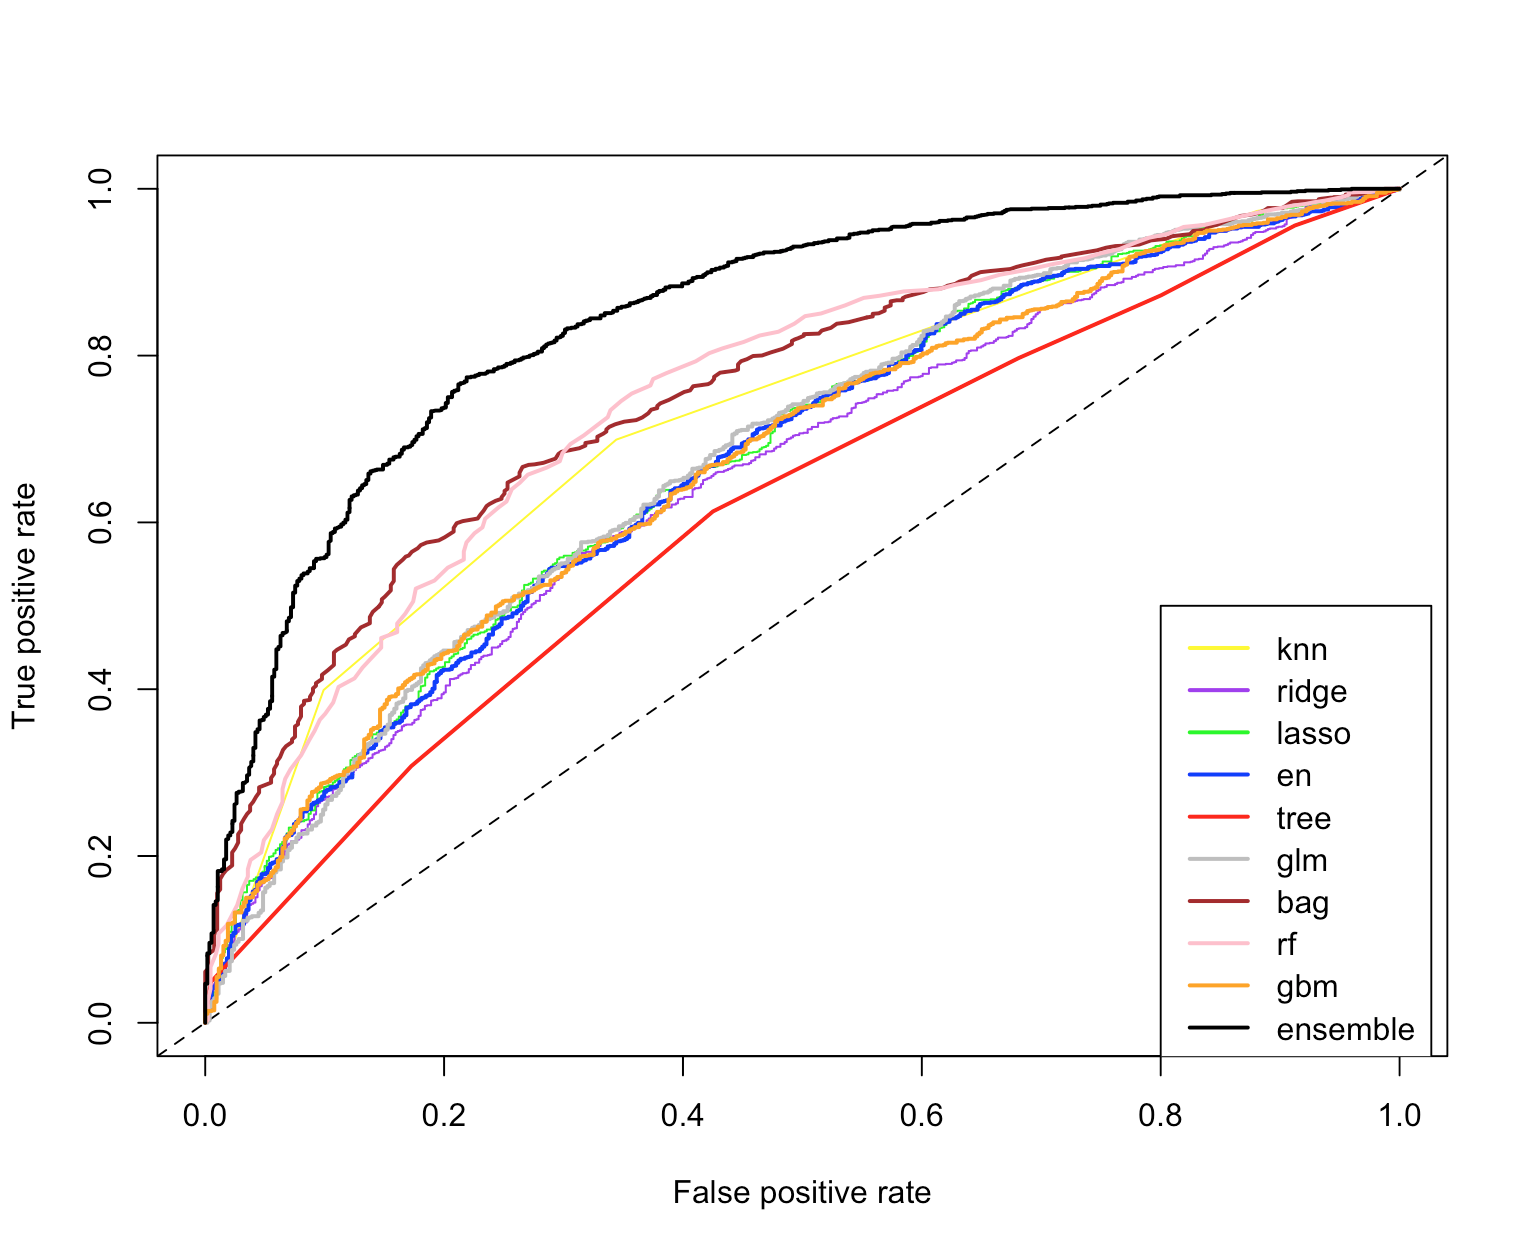 True positive rate
1.0
0.8
0.6
0.4
0.2
0.0
knn
ridge
lasso
en
tree
glm
bag
rf
gbm
ensemble
0.0 0.2 0.4 0.6 0.8 1.0
False positive rate